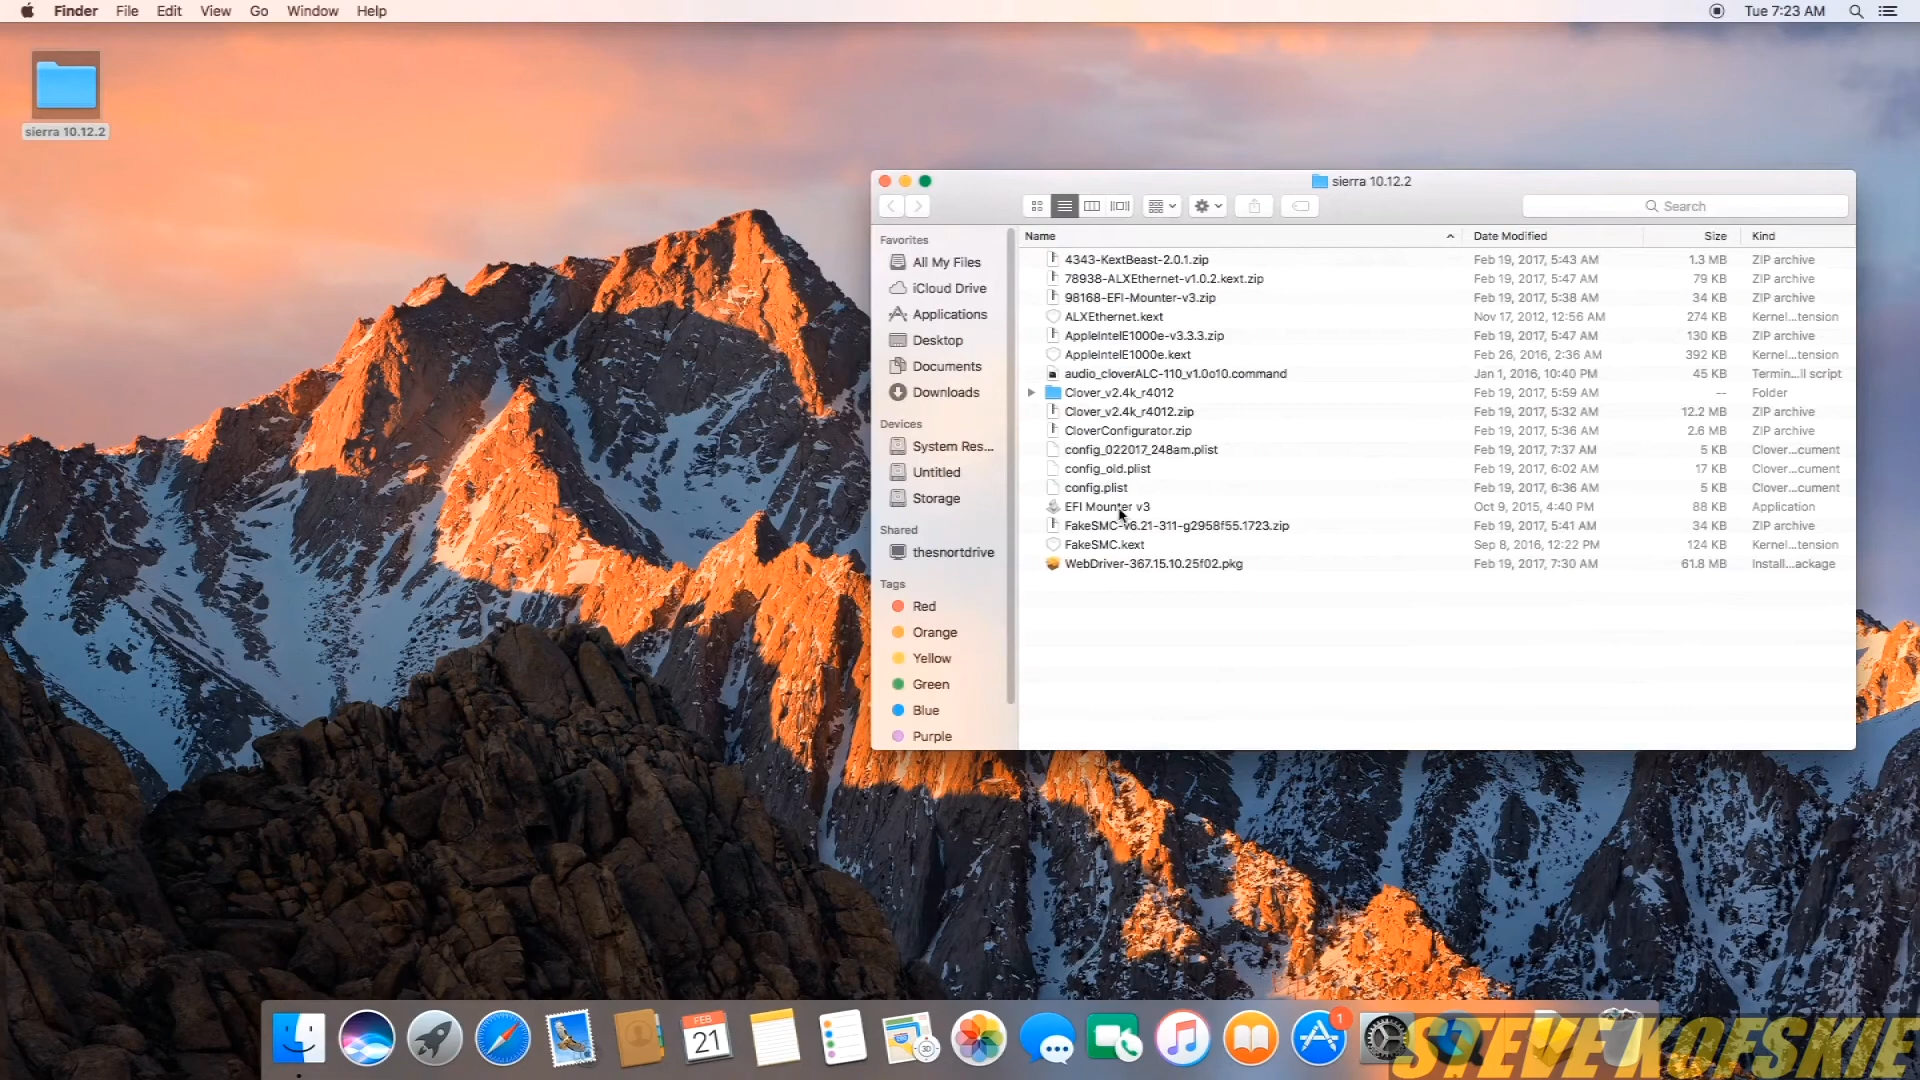 Finder File Edit View Go Window Help Tue 7:23 AM
sierra 10.12.2
sierra 10.12.2
Search
Favorites
All My Files
iCloud Drive
Applications
Desktop
Documents
Downloads
Devices
System Res...
Untitled
Storage
Shared
thesnortdrive
Tags
Red
Orange
Yellow
Green
Blue
Purple
Name Date Modified Size Kind
4343-KextBeast-2.0.1.zip Feb 19, 2017, 5:43 AM 1.3 MB ZIP archive
78938-ALXEthernet-v1.0.2.kext.zip Feb 19, 2017, 5:47 AM 79 KB ZIP archive
98168-EFI-Mounter-v3.zip Feb 19, 2017, 5:38 AM 34 KB ZIP archive
ALXEthernet.kext Nov 17, 2012, 12:56 AM 274 KB Kernel...tension
AppleIntelE1000e-v3.3.3.zip Feb 19, 2017, 5:47 AM 130 KB ZIP archive
AppleIntelE1000e.kext Feb 26, 2016, 2:36 AM 392 KB Kernel...tension
audio_cloverALC-110_v1.0o10.command Jan 1, 2016, 10:40 PM 45 KB Termin...ll script
Clover_v2.4k_r4012 Feb 19, 2017, 5:59 AM -- Folder
Clover_v2.4k_r4012.zip Feb 19, 2017, 5:32 AM 12.2 MB ZIP archive
CloverConfigurator.zip Feb 19, 2017, 5:36 AM 2.6 MB ZIP archive
config_022017_248am.plist Feb 19, 2017, 7:37 AM 5 KB Clover...cument
config_old.plist Feb 19, 2017, 6:02 AM 17 KB Clover...cument
config.plist Feb 19, 2017, 6:36 AM 5 KB Clover...cument
EFI Mounter v3 Oct 9, 2015, 4:40 PM 88 KB Application
FakeSMC-v6.21-311-g2958f55.1723.zip Feb 19, 2017, 5:41 AM 34 KB ZIP archive
FakeSMC.kext Sep 8, 2016, 12:22 PM 124 KB Kernel...tension
WebDriver-367.15.10.25f02.pkg Feb 19, 2017, 7:30 AM 61.8 MB Install...ackage
FEB
21
3D
1
STEVE KOFSKIE